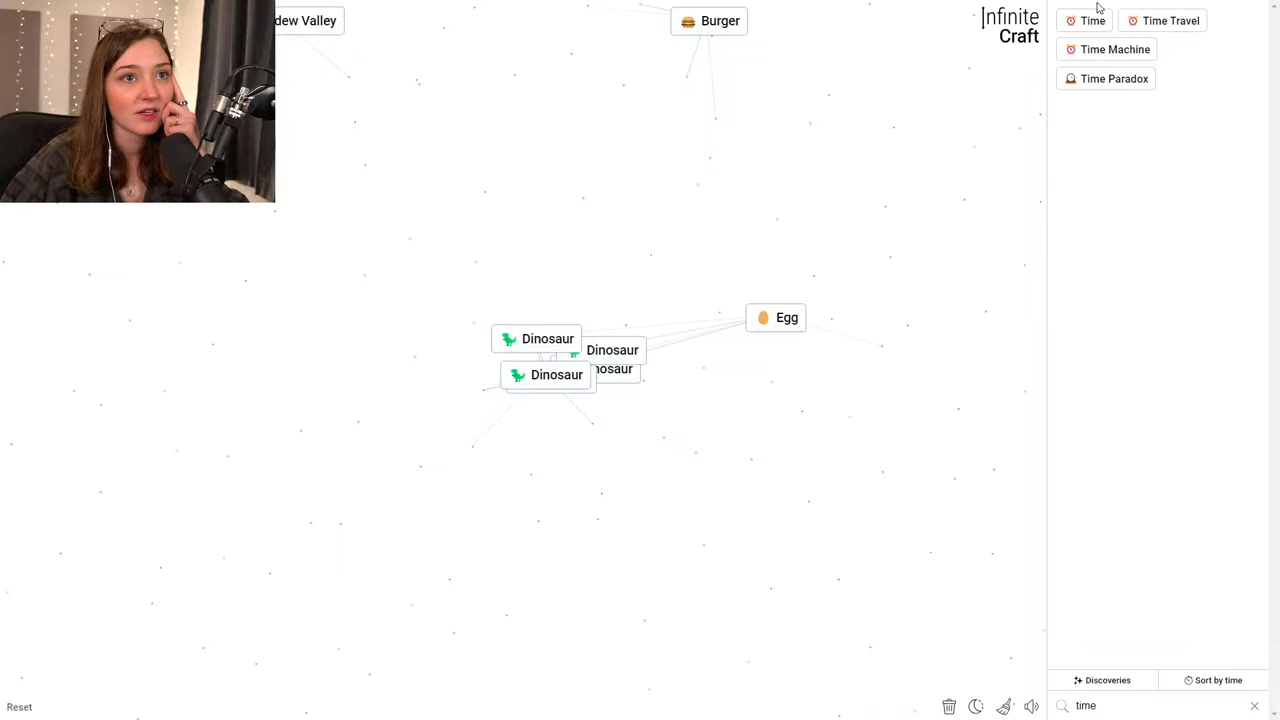 dew Valley
Burger
Infinite
Craft
Time
Time Travel
Time Machine
Time Paradox
Egg
Dinosaur
Dinosaur
nosaur
Dinosaur
Discoveries
Sort by time
Reset
time